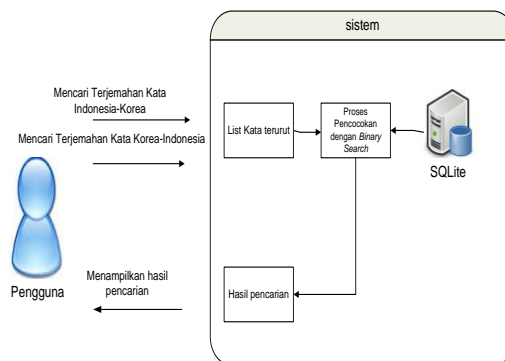 sistem
Mencari Terjemahan Kata
Indonesia-Korea
Mencari Terjemahan Kata Korea-Indonesia
List Kata terurut
Proses
Pencocokan
dengan Binary
Search
SQLite
Pengguna
Menampilkan hasil
pencarian
Hasil pencarian